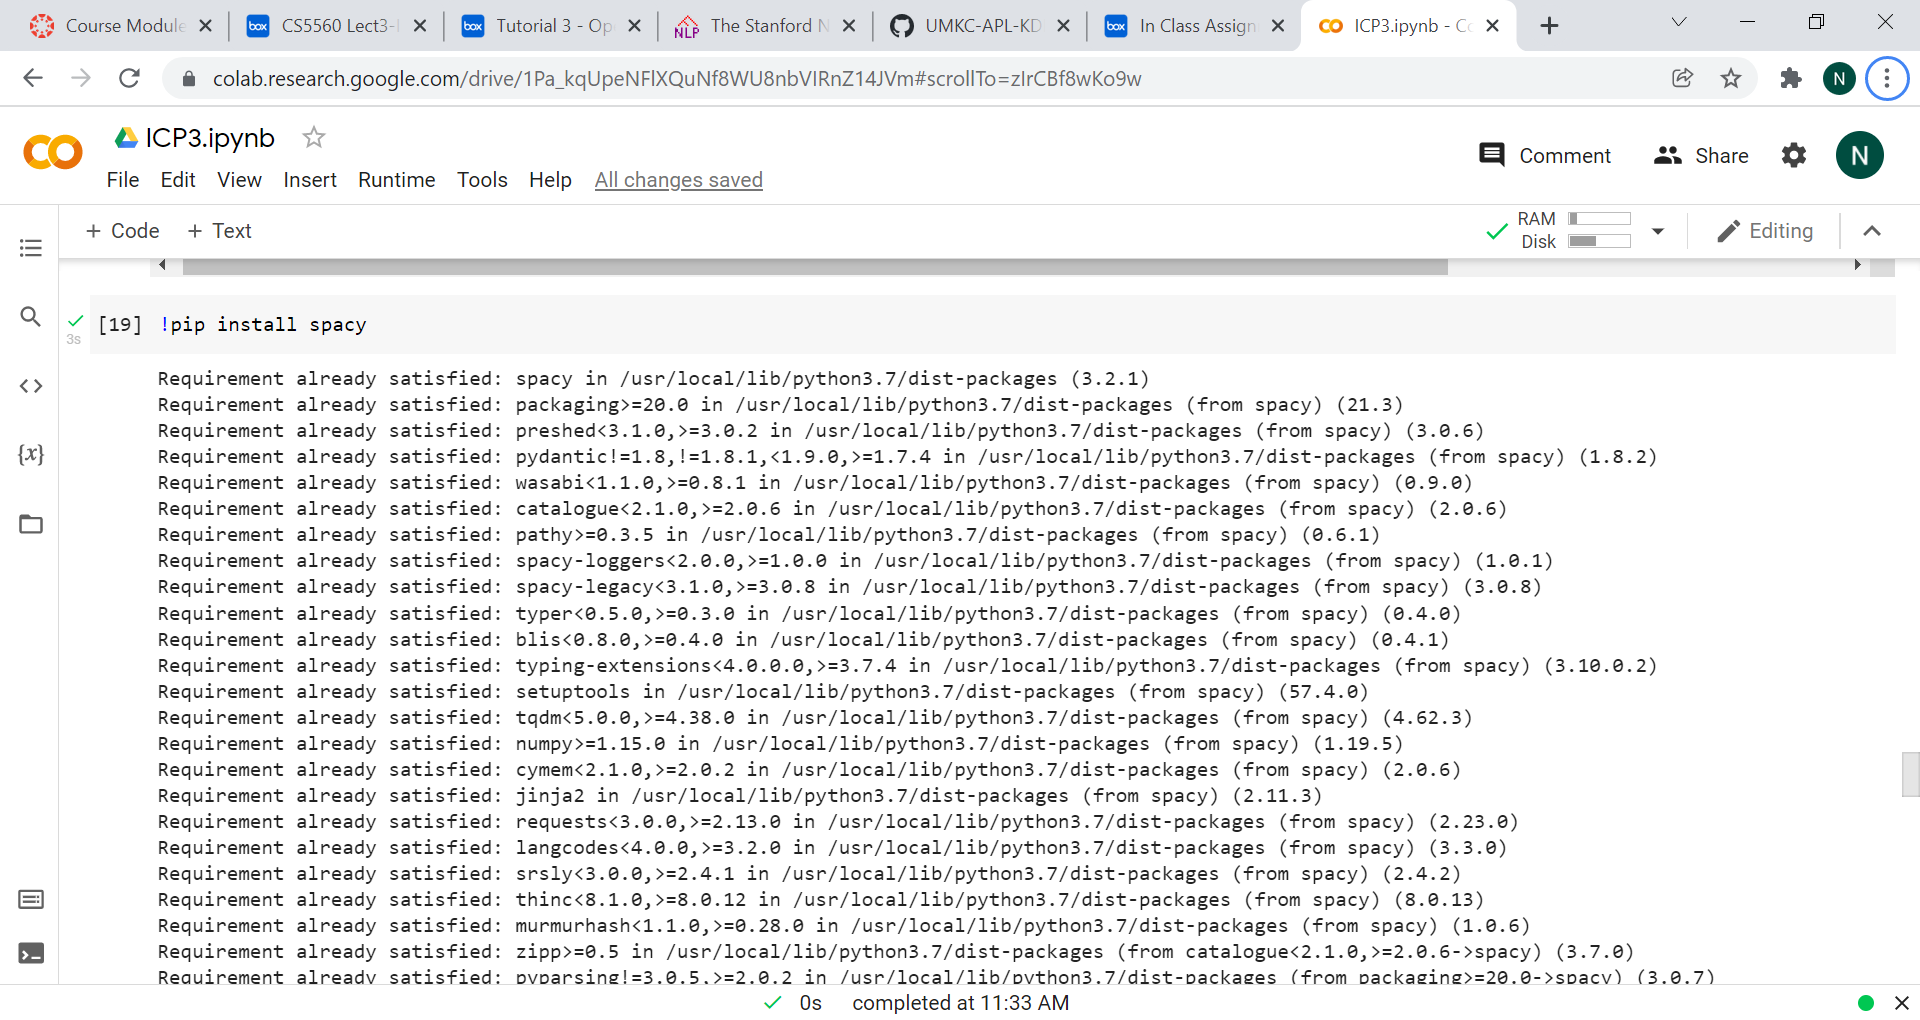 Course Module
CS5560 Lect3-
Tutorial 3 - Op
The Stanford N
UMKC-APL-KD
In Class Assign
ICP3.ipynb - Co
colab.research.google.com/drive/1Pa_kqUpeNFlXQuNf8WU8nbVIRnZ14JVm#scrollTo=zIrCBf8wKo9w
N
ICP3.ipynb
Comment
Share
N
File Edit View Insert Runtime Tools Help All changes saved
+ Code + Text
RAM
Disk
Editing
[19] !pip install spacy
3s
Requirement already satisfied: spacy in /usr/local/lib/python3.7/dist-packages (3.2.1)
Requirement already satisfied: packaging>=20.0 in /usr/local/lib/python3.7/dist-packages (from spacy) (21.3)
Requirement already satisfied: preshed<3.1.0,>=3.0.2 in /usr/local/lib/python3.7/dist-packages (from spacy) (3.0.6)
Requirement already satisfied: pydantic!=1.8,!=1.8.1,<1.9.0,>=1.7.4 in /usr/local/lib/python3.7/dist-packages (from spacy) (1.8.2)
Requirement already satisfied: wasabi<1.1.0,>=0.8.1 in /usr/local/lib/python3.7/dist-packages (from spacy) (0.9.0)
Requirement already satisfied: catalogue<2.1.0,>=2.0.6 in /usr/local/lib/python3.7/dist-packages (from spacy) (2.0.6)
Requirement already satisfied: pathy>=0.3.5 in /usr/local/lib/python3.7/dist-packages (from spacy) (0.6.1)
Requirement already satisfied: spacy-loggers<2.0.0,>=1.0.0 in /usr/local/lib/python3.7/dist-packages (from spacy) (1.0.1)
Requirement already satisfied: spacy-legacy<3.1.0,>=3.0.8 in /usr/local/lib/python3.7/dist-packages (from spacy) (3.0.8)
Requirement already satisfied: typer<0.5.0,>=0.3.0 in /usr/local/lib/python3.7/dist-packages (from spacy) (0.4.0)
Requirement already satisfied: blis<0.8.0,>=0.4.0 in /usr/local/lib/python3.7/dist-packages (from spacy) (0.4.1)
Requirement already satisfied: typing-extensions<4.0.0.0,>=3.7.4 in /usr/local/lib/python3.7/dist-packages (from spacy) (3.10.0.2)
Requirement already satisfied: setuptools in /usr/local/lib/python3.7/dist-packages (from spacy) (57.4.0)
Requirement already satisfied: tqdm<5.0.0,>=4.38.0 in /usr/local/lib/python3.7/dist-packages (from spacy) (4.62.3)
Requirement already satisfied: numpy>=1.15.0 in /usr/local/lib/python3.7/dist-packages (from spacy) (1.19.5)
Requirement already satisfied: cymem<2.1.0,>=2.0.2 in /usr/local/lib/python3.7/dist-packages (from spacy) (2.0.6)
Requirement already satisfied: jinja2 in /usr/local/lib/python3.7/dist-packages (from spacy) (2.11.3)
Requirement already satisfied: requests<3.0.0,>=2.13.0 in /usr/local/lib/python3.7/dist-packages (from spacy) (2.23.0)
Requirement already satisfied: langcodes<4.0.0,>=3.2.0 in /usr/local/lib/python3.7/dist-packages (from spacy) (3.3.0)
Requirement already satisfied: srsly<3.0.0,>=2.4.1 in /usr/local/lib/python3.7/dist-packages (from spacy) (2.4.2)
Requirement already satisfied: thinc<8.1.0,>=8.0.12 in /usr/local/lib/python3.7/dist-packages (from spacy) (8.0.13)
Requirement already satisfied: murmurhash<1.1.0,>=0.28.0 in /usr/local/lib/python3.7/dist-packages (from spacy) (1.0.6)
Requirement already satisfied: zipp>=0.5 in /usr/local/lib/python3.7/dist-packages (from catalogue<2.1.0,>=2.0.6->spacy) (3.7.0)
Requirement already satisfied: pyparsing!=3.0.5,>=2.0.2 in /usr/local/lib/python3.7/dist-packages (from packaging>=20.0->spacy) (3.0.7)
0s completed at 11:33 AM